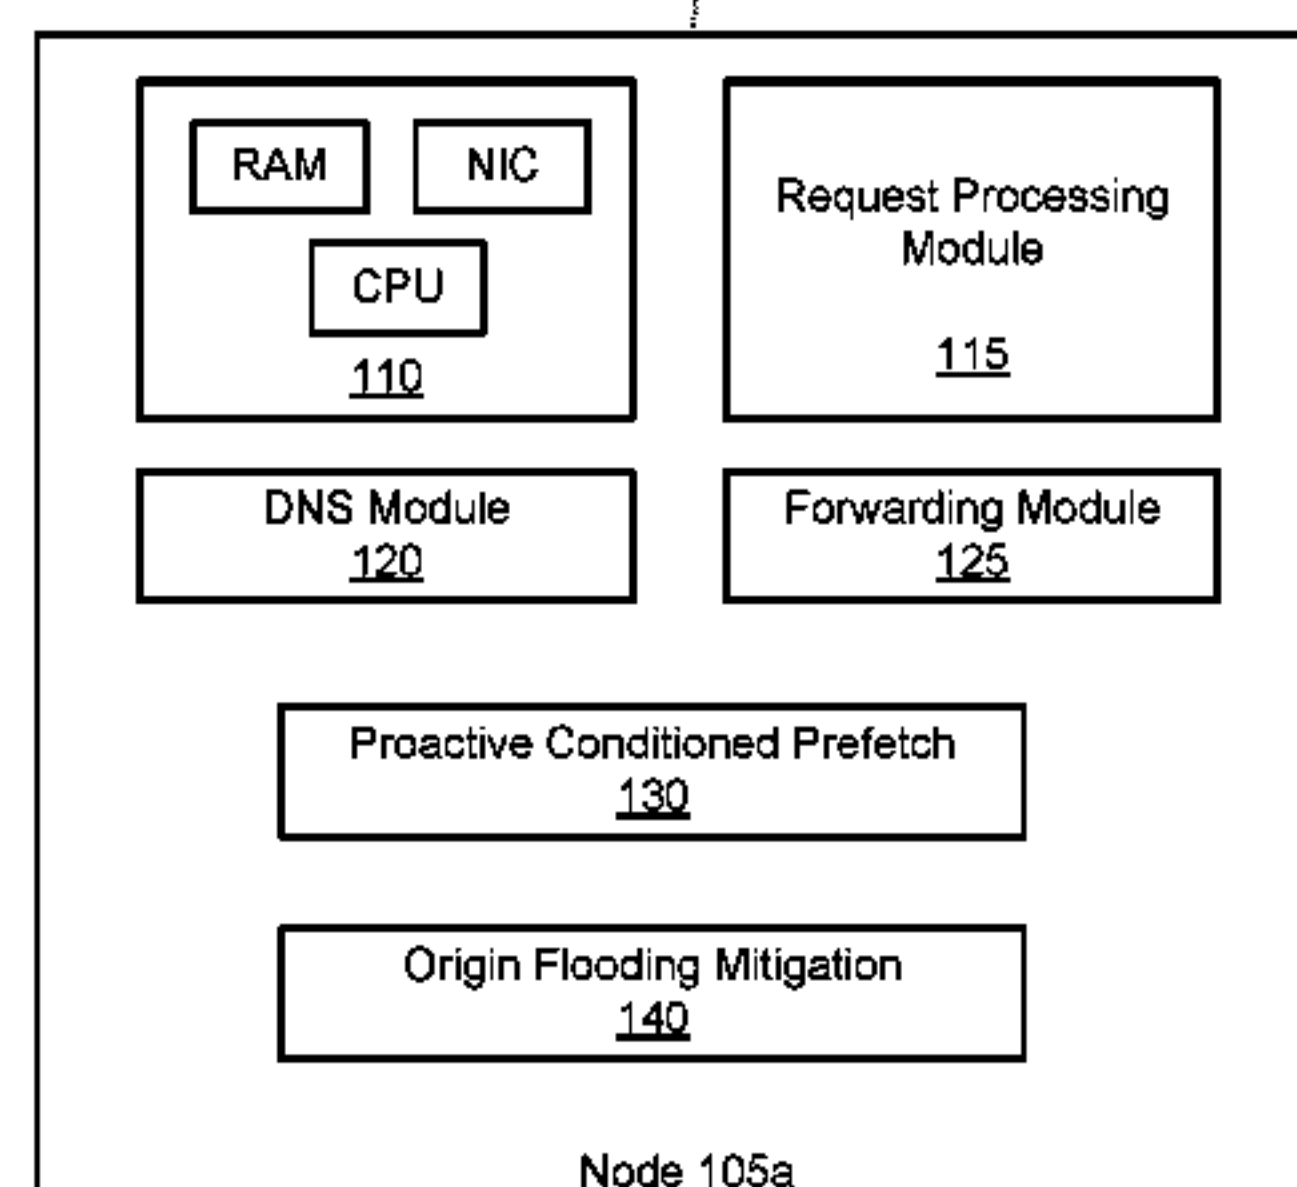 RAM
NIC
CPU
110
Request Processing
Module
115
DNS Module
120
Forwarding Module
125
Proactive Conditioned Prefetch
130
Origin Flooding Mitigation
140
Node 105a